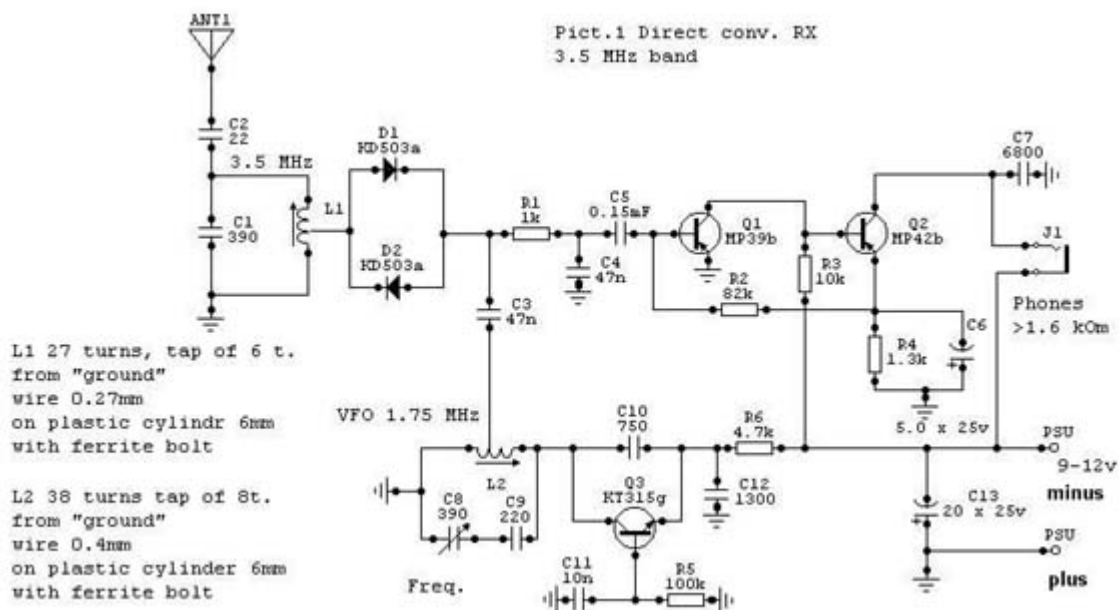 ANT1
Pict.1 Direct conv. RX
3.5 MHz band
C2
22
3.5 MHz
C1
390
L1
D1
KD503a
D2
KD503a
R1
1k
C5
0.15mF
C4
47n
C3
47n
Q1
MP39b
R2
82k
R3
10k
Q2
MP42b
C7
6800
J1
Phones
>1.6 kOm
R4
1.3k
C6
+
5.0 x 25v
L1 27 turns, tap of 6 t.
from "ground"
wire 0.27mm
on plastic cylindr 6mm
with ferrite bolt
L2 38 turns tap of 8t.
from "ground"
wire 0.4mm
on plastic cylinder 6mm
with ferrite bolt
VFO 1.75 MHz
L2
C8
390
C9
220
Freq.
C10
750
Q3
KT315g
C11
10n
R5
100k
R6
4.7k
C12
1300
C13
20 x 25v
+
PSU
9-12v
minus
PSU
plus